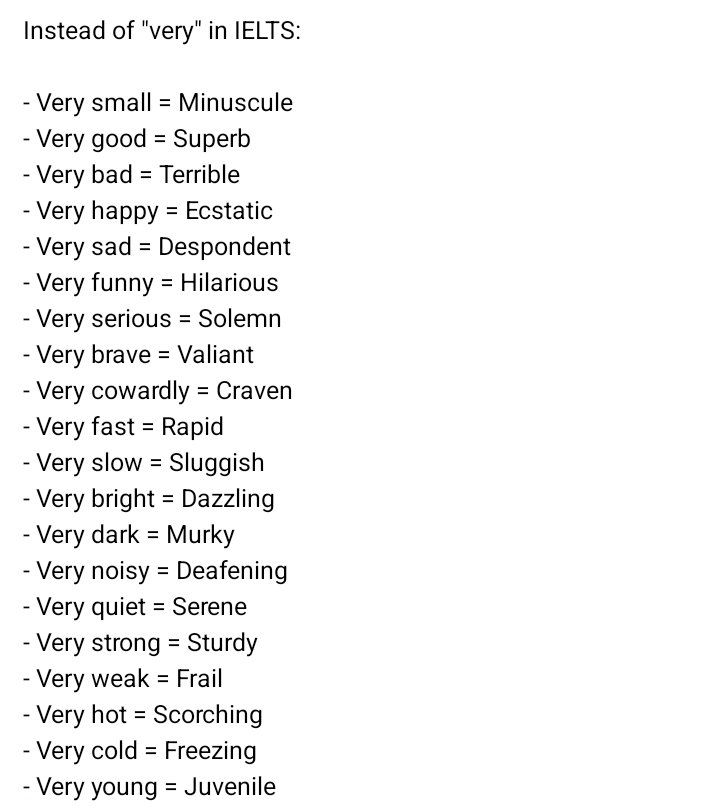 Instead of "very" in IELTS:
- Very small = Minuscule
- Very good = Superb
- Very bad = Terrible
- Very happy = Ecstatic
- Very sad = Despondent
- Very funny = Hilarious
- Very serious = Solemn
- Very brave = Valiant
- Very cowardly = Craven
- Very fast = Rapid
- Very slow = Sluggish
- Very bright = Dazzling
- Very dark = Murky
- Very noisy = Deafening
- Very quiet = Serene
- Very strong = Sturdy
- Very weak = Frail
- Very hot = Scorching
- Very cold = Freezing
- Very young = Juvenile